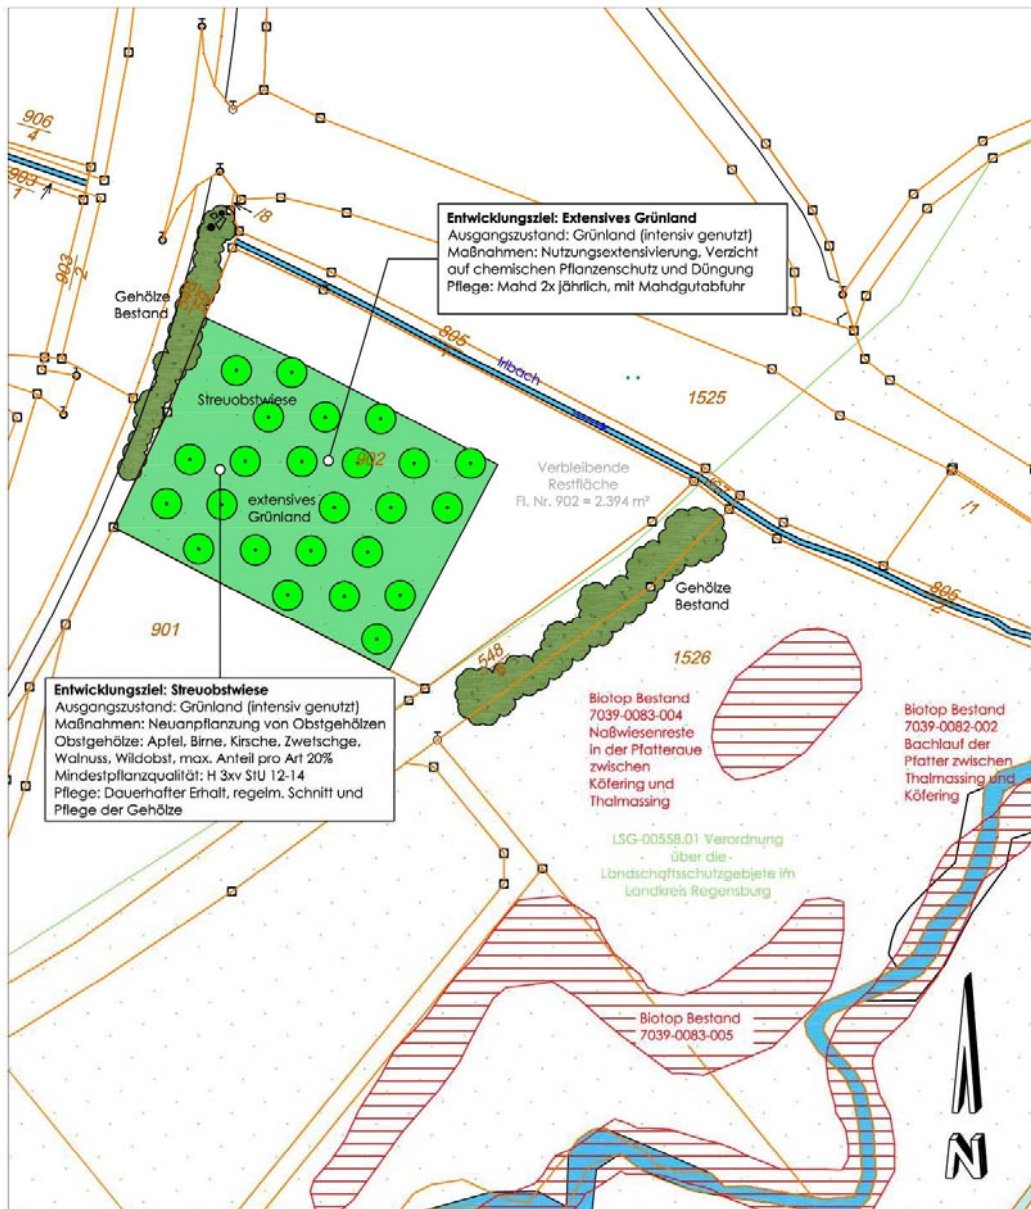 906
4
903
1
903
2
/8
Entwicklungsziel: Extensives Grünland
Ausgangszustand: Grünland (intensiv genutzt)
Maßnahmen: Nutzungsextensivierung, Verzicht
auf chemischen Pflanzenschutz und Düngung
Pflege: Mahd 2x jährlich, mit Mahdgutabfuhr
Gehölze
Bestand
895
Irlbach
1525
Streuobstwiese
902
Verbleibende
Restfläche
Fl. Nr. 902 = 2.394 m²
extensives
Grünland
/1
Gehölze
Bestand
895
2
901
548
1526
Entwicklungsziel: Streuobstwiese
Ausgangszustand: Grünland (intensiv genutzt)
Maßnahmen: Neuanpflanzung von Obstgehölzen
Obstgehölze: Apfel, Birne, Kirsche, Zwetschge,
Walnuss, Wildobst, max. Anteil pro Art 20%
Mindestpflanzqualität: H 3xv StU 12-14
Pflege: Dauerhafter Erhalt, regelm. Schnitt und
Pflege der Gehölze
Biotop Bestand
7039-0083-004
Naßwiesenreste
in der Pfatteraue
zwischen
Köfering und
Thalmassing
Biotop Bestand
7039-0082-002
Bachlauf der
Pfatter zwischen
Thalmassing und
Köfering
LSG-00558.01 Verordnung
über die
Landschaftsschutzgebiete im
Landkreis Regensburg
Biotop Bestand
7039-0083-005
N